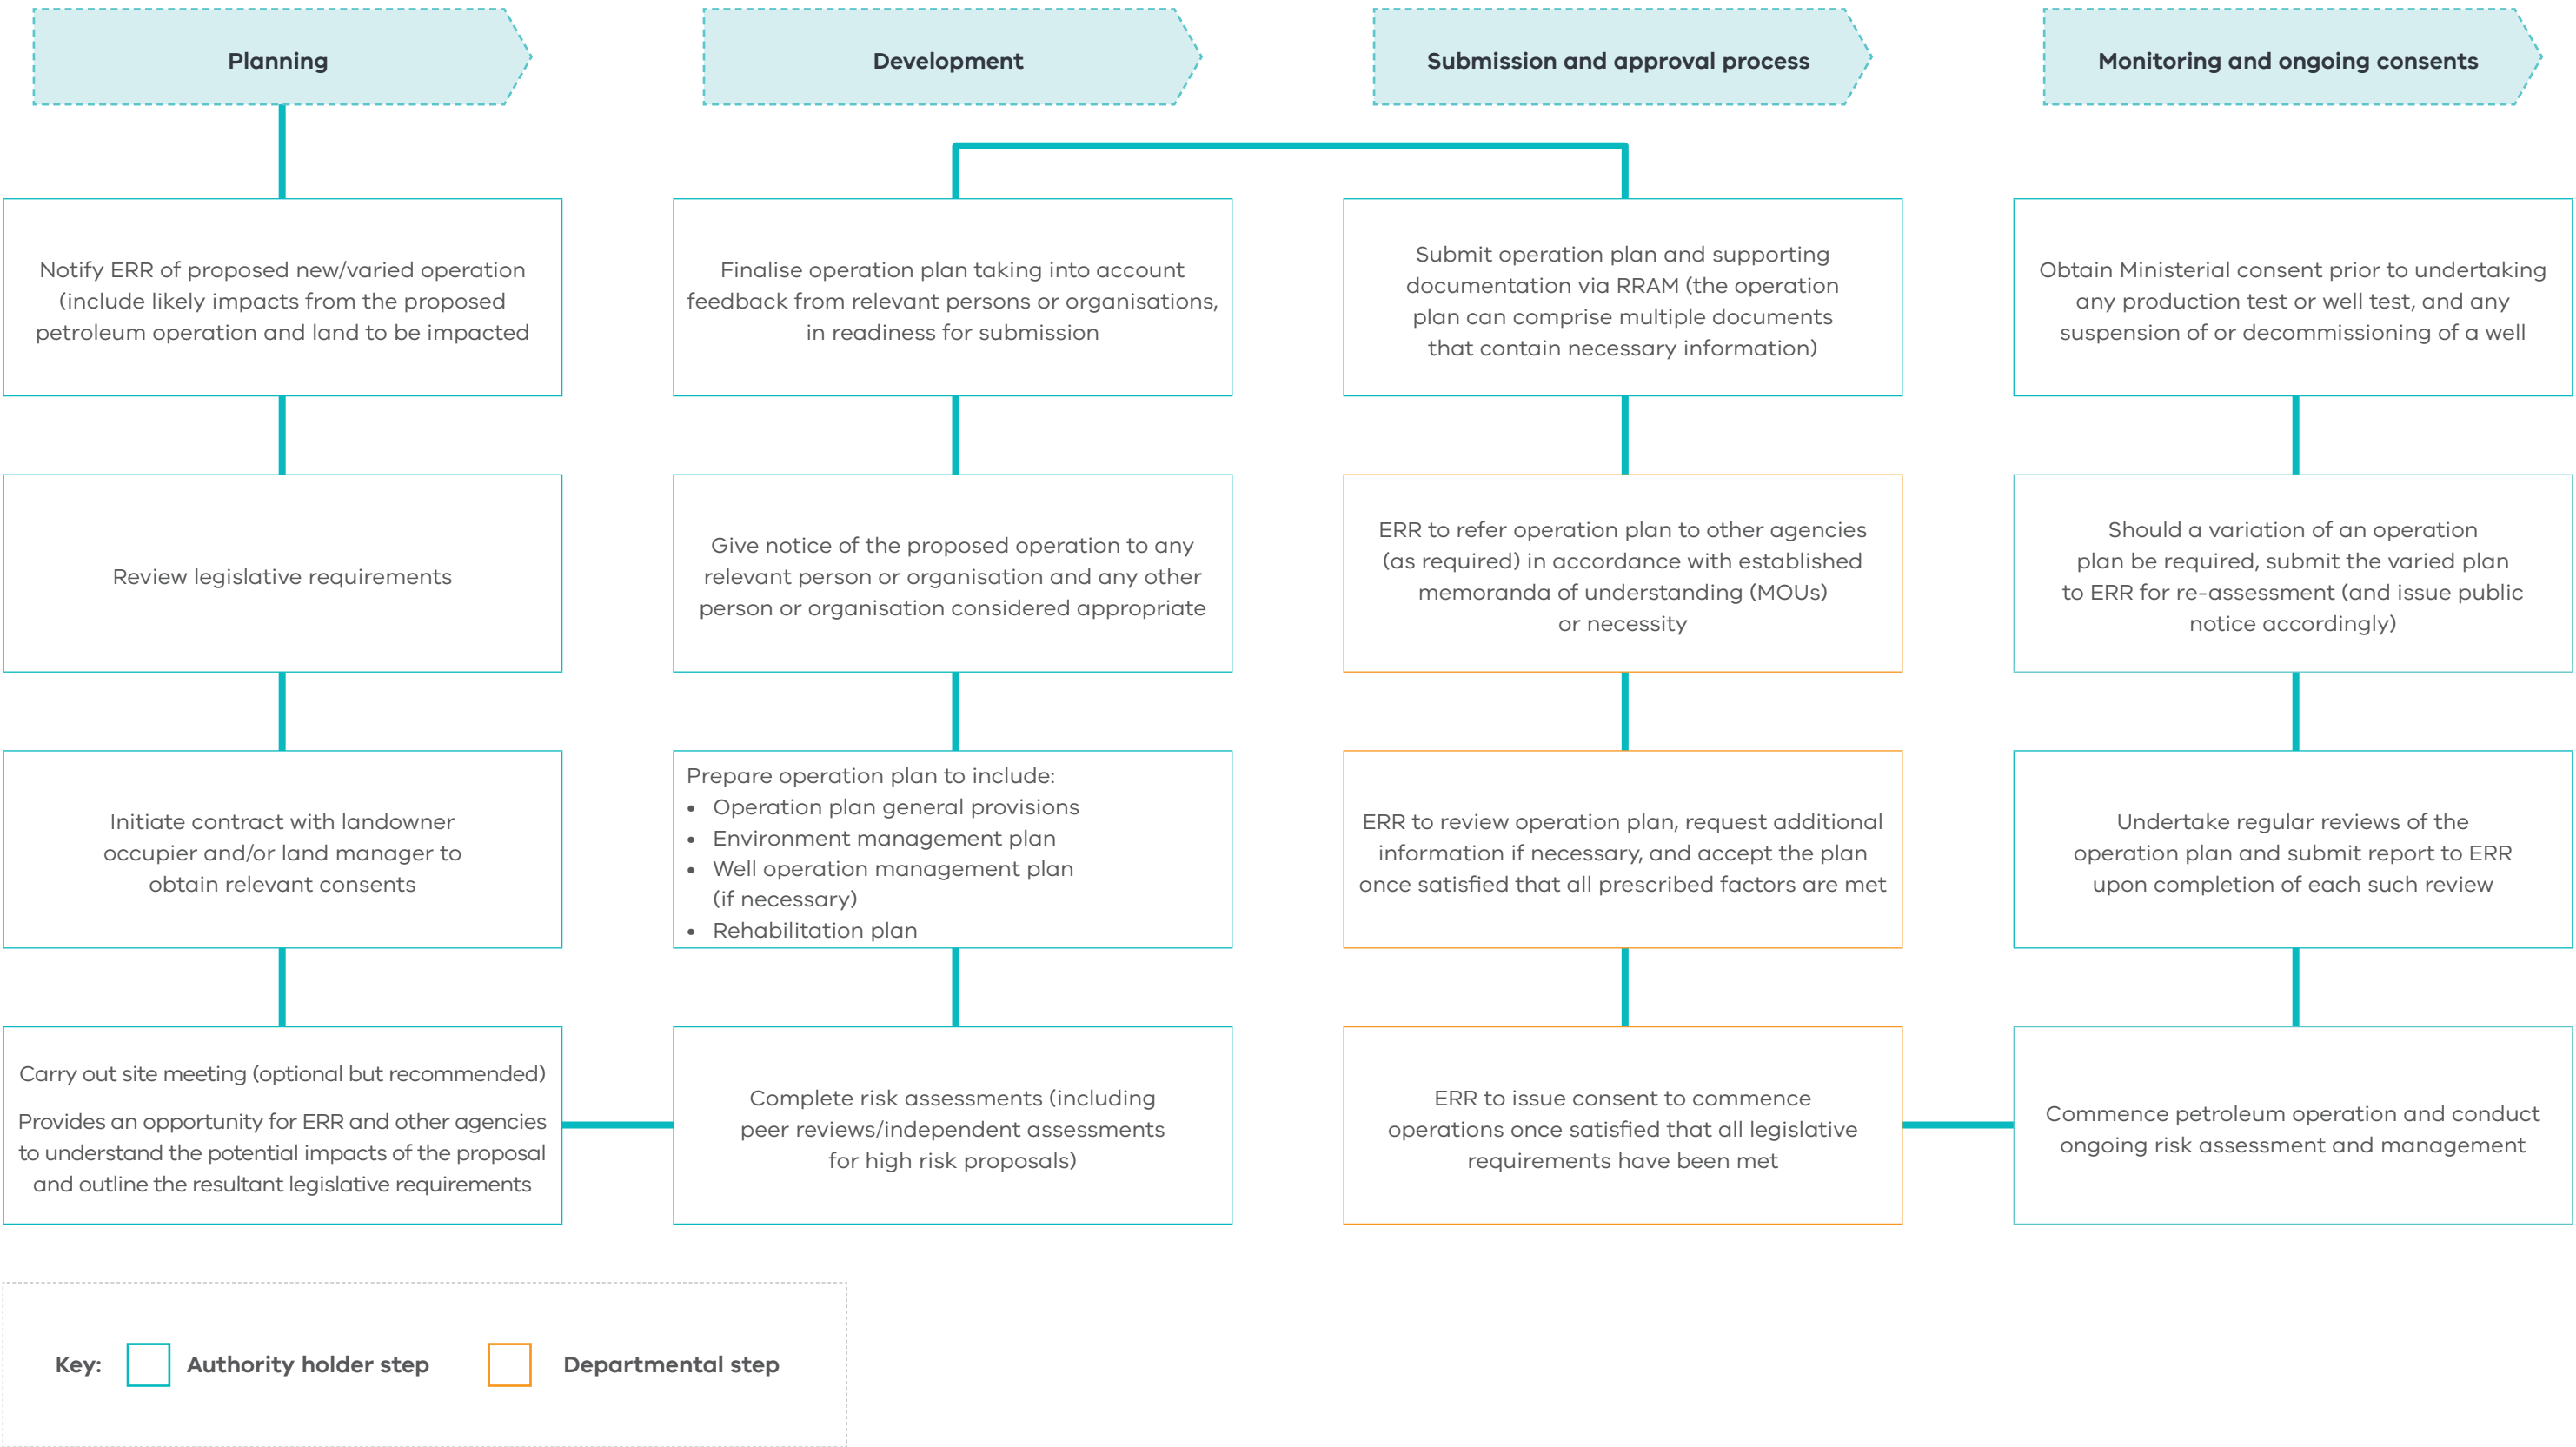 Planning
Development
Submission and approval process
Monitoring and ongoing consents
Notify ERR of proposed new/varied operation
(include likely impacts from the proposed
petroleum operation and land to be impacted
Review legislative requirements
Initiate contract with landowner
occupier and/or land manager to
obtain relevant consents
Carry out site meeting (optional but recommended)
Provides an opportunity for ERR and other agencies
to understand the potential impacts of the proposal
and outline the resultant legislative requirements
Finalise operation plan taking into account
feedback from relevant persons or organisations,
in readiness for submission
Give notice of the proposed operation to any
relevant person or organisation and any other
person or organisation considered appropriate
Prepare operation plan to include:
• Operation plan general provisions
• Environment management plan
• Well operation management plan
(if necessary)
• Rehabilitation plan
Complete risk assessments (including
peer reviews/independent assessments
for high risk proposals)
Submit operation plan and supporting
documentation via RRAM (the operation
plan can comprise multiple documents
that contain necessary information)
ERR to refer operation plan to other agencies
(as required) in accordance with established
memoranda of understanding (MOUs)
or necessity
ERR to review operation plan, request additional
information if necessary, and accept the plan
once satisfied that all prescribed factors are met
ERR to issue consent to commence
operations once satisfied that all legislative
requirements have been met
Obtain Ministerial consent prior to undertaking
any production test or well test, and any
suspension of or decommissioning of a well
Should a variation of an operation
plan be required, submit the varied plan
to ERR for re-assessment (and issue public
notice accordingly)
Undertake regular reviews of the
operation plan and submit report to ERR
upon completion of each such review
Commence petroleum operation and conduct
ongoing risk assessment and management
Key: Authority holder step Departmental step